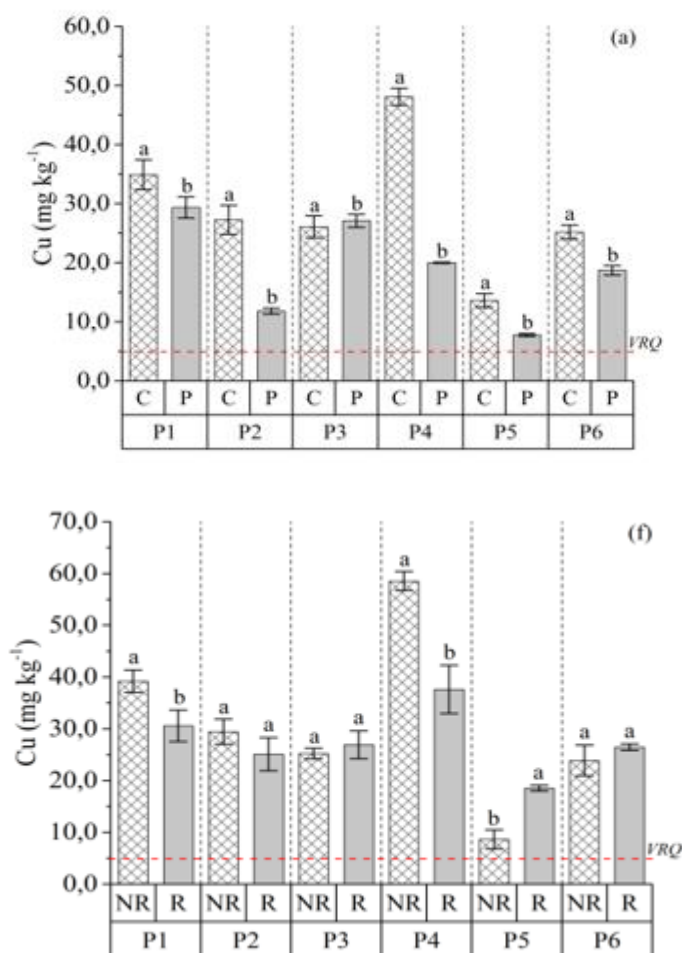 (a)
Cu (mg kg⁻¹)
60,0
50,0
40,0
30,0
20,0
10,0
0,0
a b a b a b a b a b a b
VRQ
C P C P C P C P C P C P
P1 P2 P3 P4 P5 P6
(f)
Cu (mg kg⁻¹)
70,0
60,0
50,0
40,0
30,0
20,0
10,0
0,0
a b a a a a a b b a a a
VRQ
NR R NR R NR R NR R NR R NR R
P1 P2 P3 P4 P5 P6